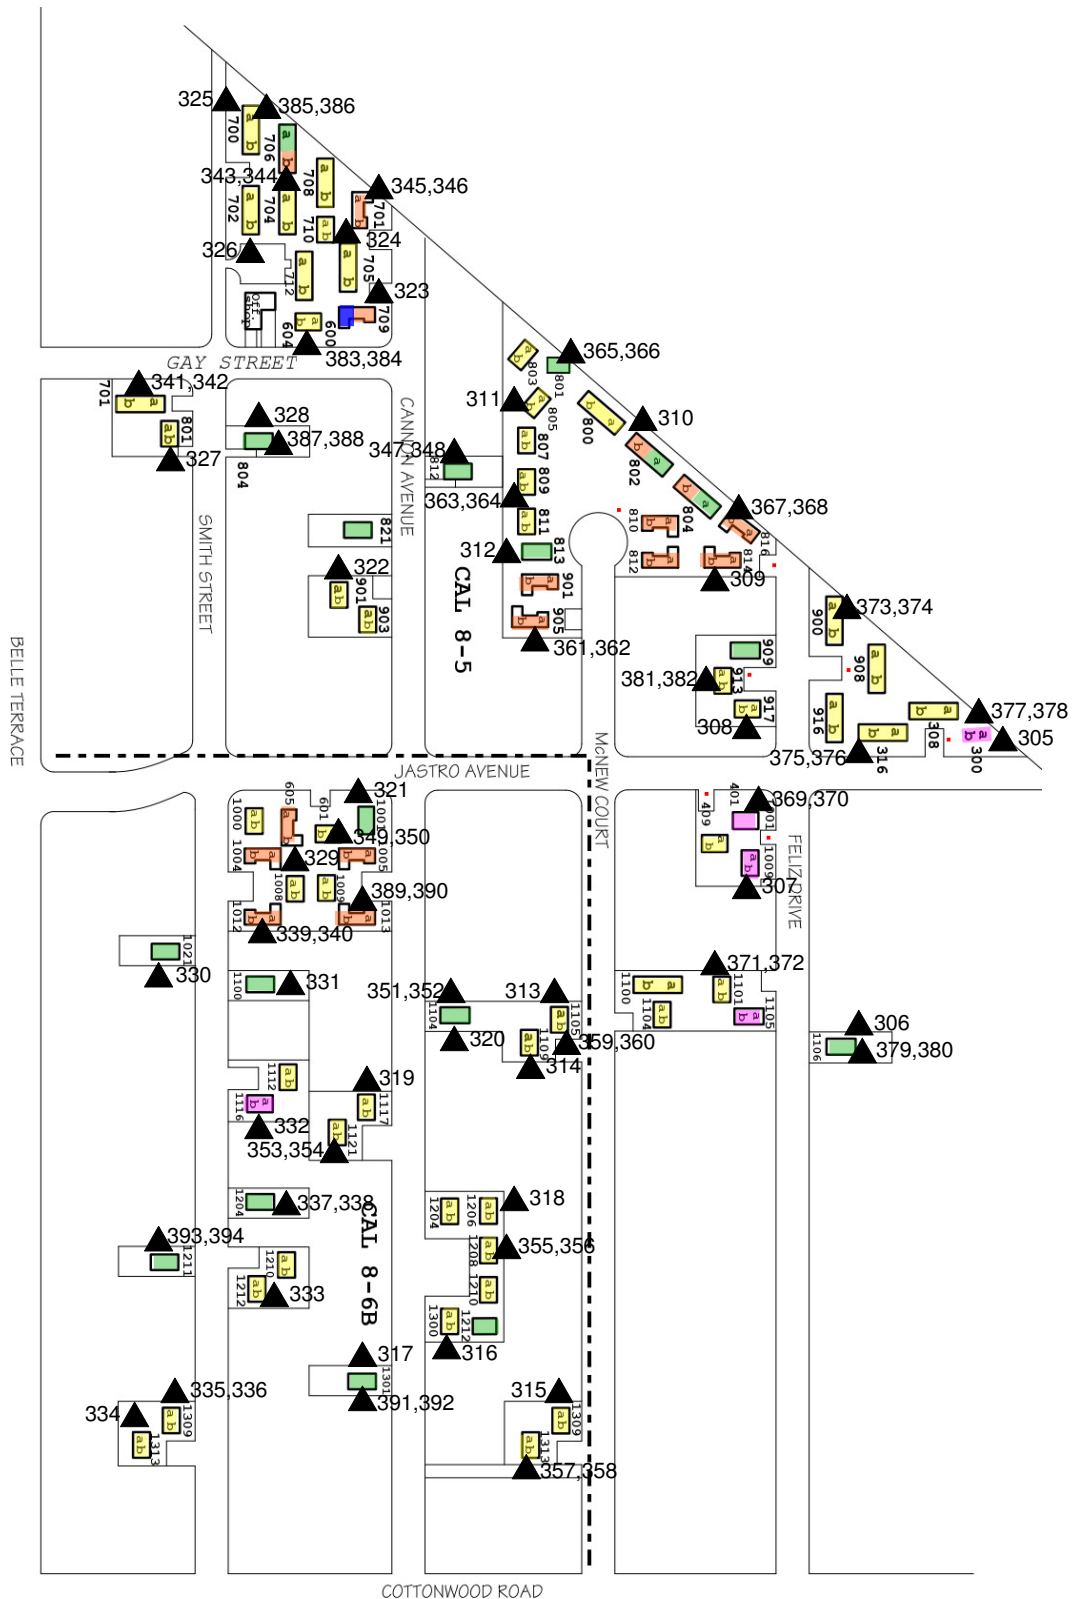 325
385,386
700
a b
706
a
b
343,344
708
a b
345,346
701
a b
702
a b
704
a b
710
a b
324
326
712
a b
705
a b
323
Off.
shop
604
a b
600
709
383,384
GAY STREET
341,342
701
b a
801
a b
327
328
387,388
804
CANNON AVENUE
347,348
812
363,364
365,366
a b
803
801
311
a b
805
310
b a
800
807
a b
b a
802
809
a b
811
a b
b a
804
367,368
810
a b
816
812
a b
814
a b
309
312
813
821
SMITH STREET
322
901
a b
903
a b
CAL 8-5
901
a b
905
a b
361,362
373,374
900
a b
908
a b
909
381,382
913
a b
917
a b
308
916
a b
b a
308
377,378
b a
300
305
b a
316
375,376
BELLE TERRACE
McNEW COURT
JASTRO AVENUE
321
605
601
1000
a b
a b
a b
1001
349,350
329
1004
b a
1005
b a
1008
a b
1009
a b
389,390
1012
b a
1013
b a
339,340
401
369,370
1001
409
a b
1009
a b
307
FELIZ DRIVE
1021
330
1100
331
351,352
313
1104
1105
a b
320
1109
a b
359,360
314
371,372
1100
b a
1101
a b
1104
a b
1105
b a
306
1106
379,380
1112
a b
319
1116
b a
1117
a b
332
1121
a b
353,354
1204
337,338
CAL 8-6B
318
1204
a b
1206
a b
393,394
1211
355,356
1208
a b
1210
a b
1212
a b
333
1210
a b
1300
a b
1212
316
317
1301
391,392
335,336
334
1309
a b
1313
a b
315
1309
a b
1313
a b
357,358
COTTONWOOD ROAD